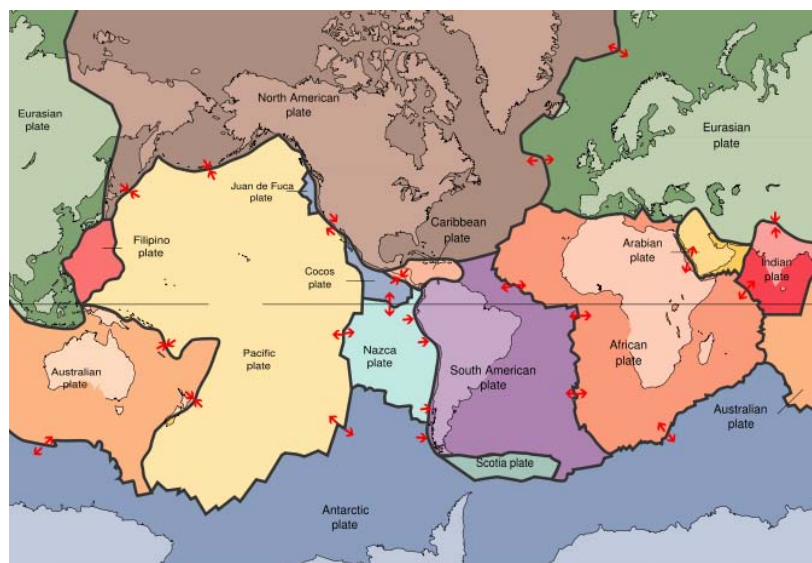 North American
plate
Eurasian
plate
Eurasian
plate
Juan de Fuca
plate
Caribbean
plate
Filipino
plate
Arabian
plate
Cocos
plate
Indian
plate
Pacific
plate
Nazca
plate
African
plate
South American
plate
Australian
plate
Australian
plate
Scotia plate
Antarctic
plate